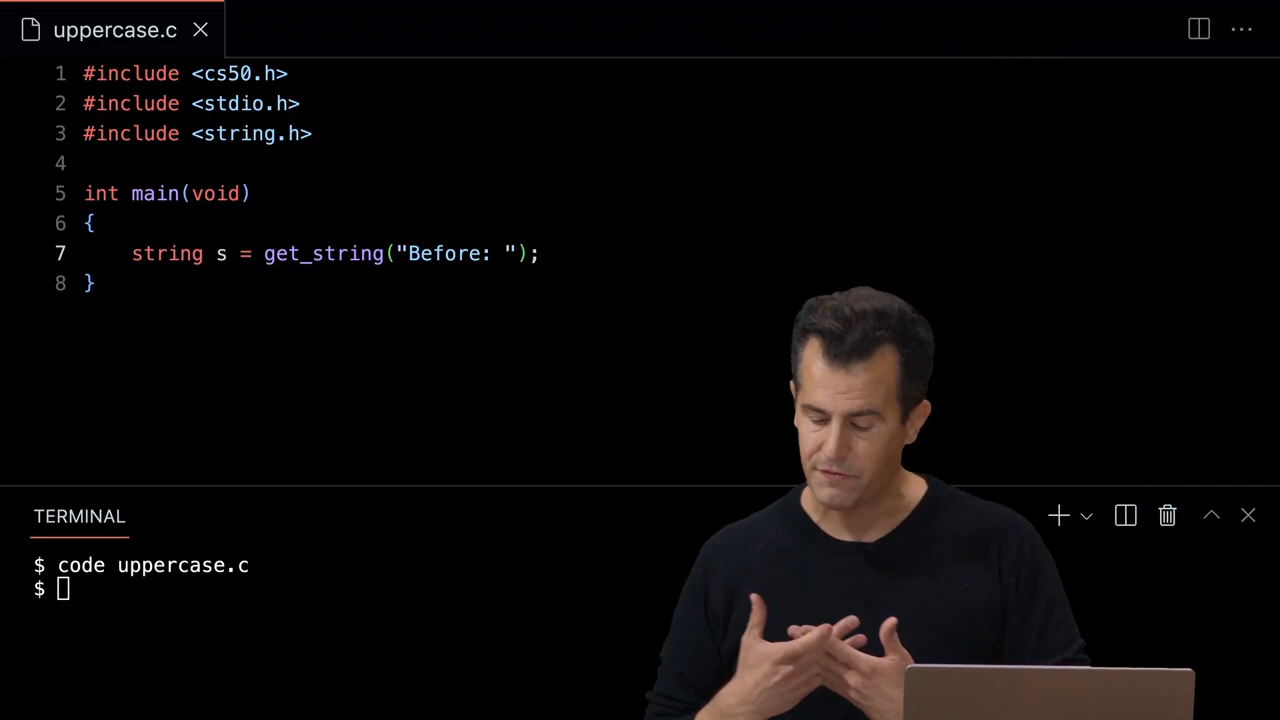 uppercase.c
1 #include <cs50.h>
2 #include <stdio.h>
3 #include <string.h>
4
5 int main(void)
6 {
7     string s = get_string("Before: ");
8 }
TERMINAL
$ code uppercase.c
$